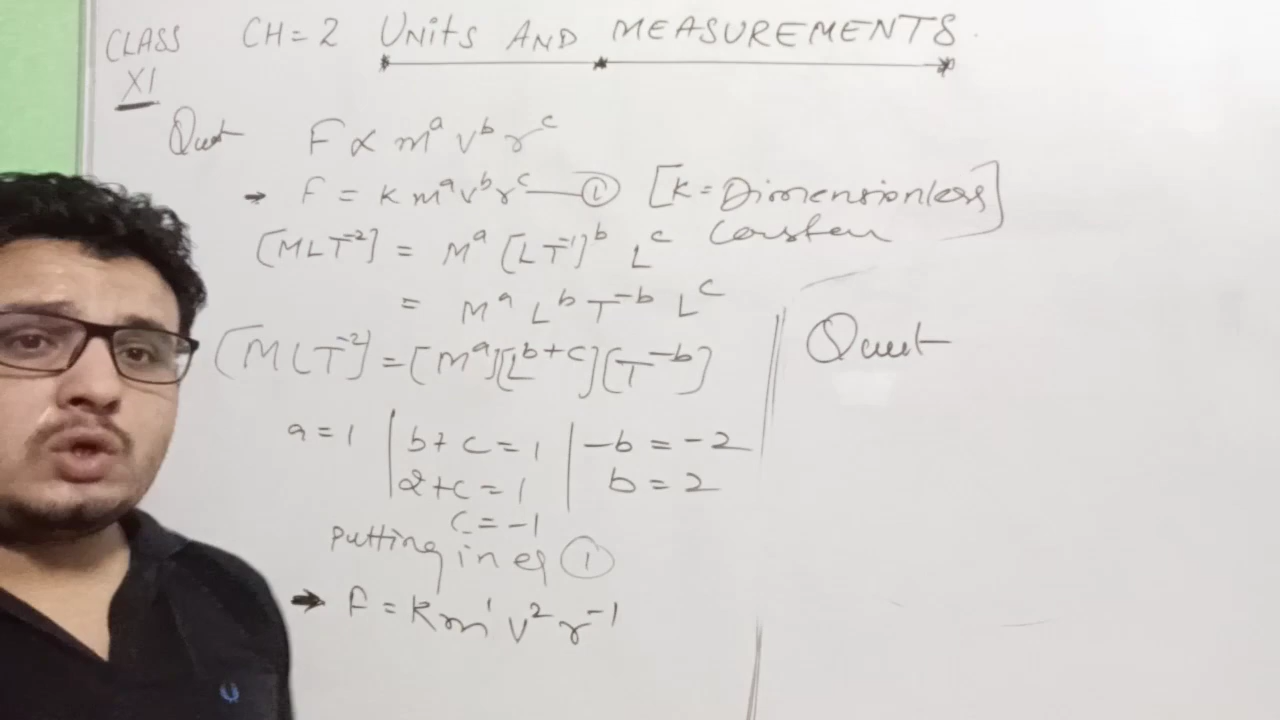 CLASS XI
CH = 2 UNITS AND MEASUREMENTS.
Quest F ∝ m^a v^b r^c
→ F = K m^a v^b r^c — ① [K = Dimensionless]
[MLT^-2] = M^a [LT^-1]^b L^c
= M^a L^b T^-b L^c
[MLT^-2] = [M^a][L^b+c][T^-b]
a = 1 | b + c = 1 | -b = -2
2 + c = 1 | b = 2
c = -1
Putting in eq ①
→ F = K m^1 v^2 r^-1
Quest